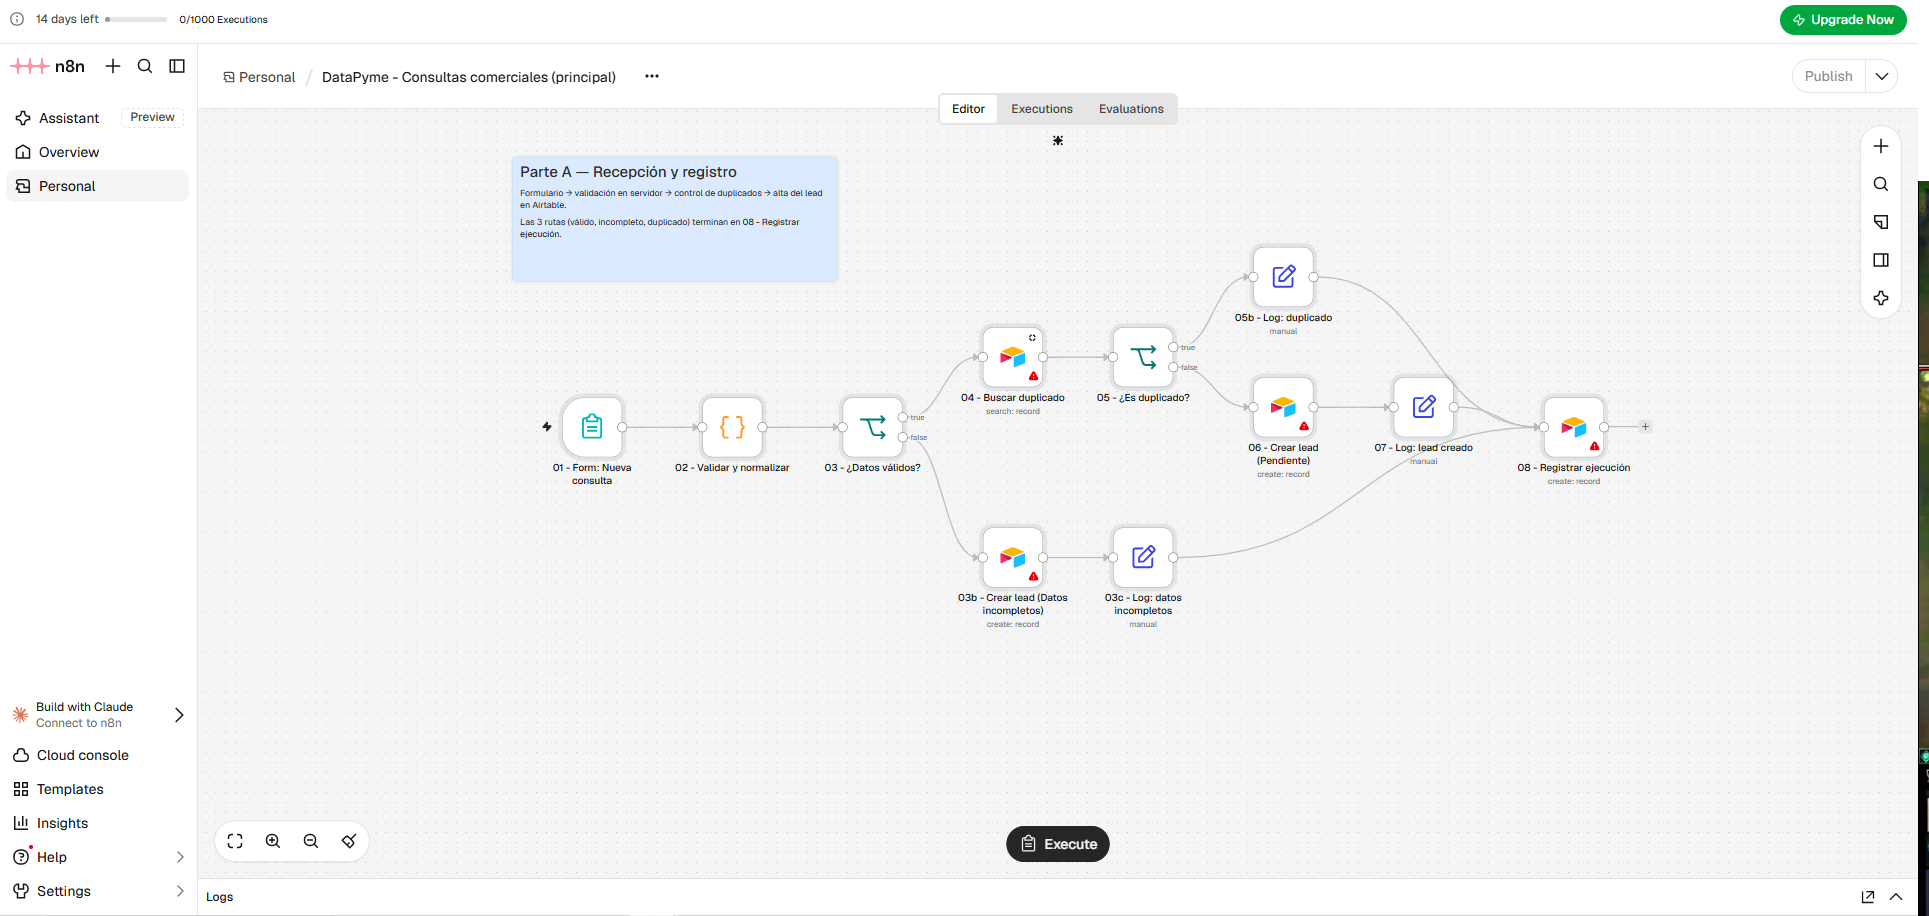 14 days left
0/1000 Executions
Upgrade Now
n8n
Personal / DataPyme - Consultas comerciales (principal)
Publish
Editor
Executions
Evaluations
Assistant
Preview
Overview
Personal
Parte A — Recepción y registro
Formulario → validación en servidor → control de duplicados → alta del lead
en Airtable.
Las 3 rutas (válido, incompleto, duplicado) terminan en 08 - Registrar
ejecución.
05b - Log: duplicado
manual
true
false
04 - Buscar duplicado
search: record
05 - ¿Es duplicado?
true
false
01 - Form: Nueva
consulta
02 - Validar y normalizar
03 - ¿Datos válidos?
06 - Crear lead
(Pendiente)
create: record
07 - Log: lead creado
manual
08 - Registrar ejecución
create: record
03b - Crear lead (Datos
incompletos)
create: record
03c - Log: datos
incompletos
manual
Build with Claude
Connect to n8n
Cloud console
Templates
Insights
Help
Settings
Execute
Logs